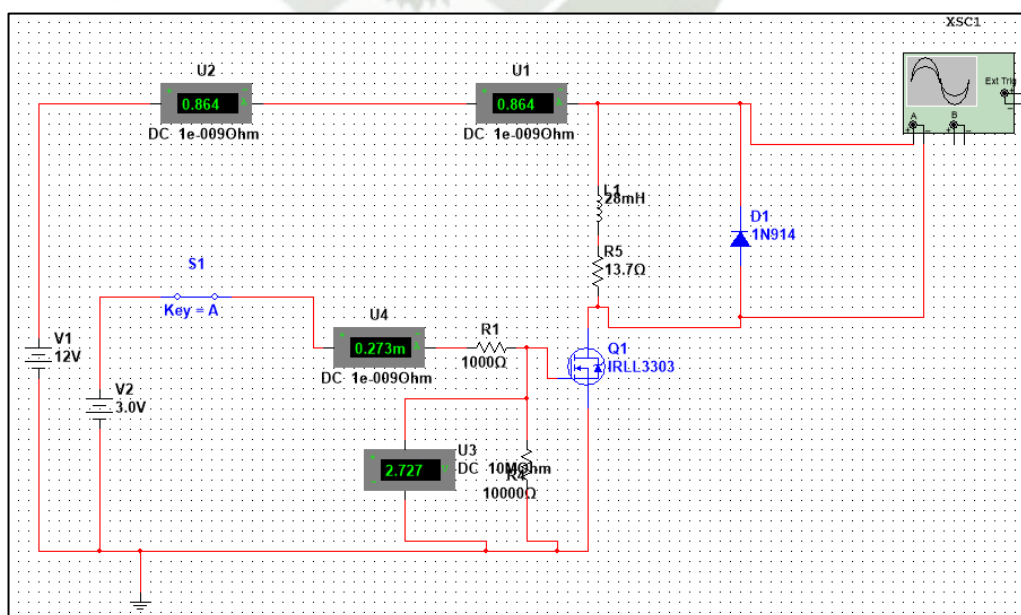 XSC1
U2
0.864
DC 1e-009Ohm
U1
0.864
DC 1e-009Ohm
Ext Trig
A
B
L1
28mH
R5
13.7Ω
D1
1N914
S1
Key = A
U4
0.273m
DC 1e-009Ohm
R1
1000Ω
Q1
IRLL3303
V1
12V
V2
3.0V
U3
2.727
DC 10MOhm
R4
10000Ω